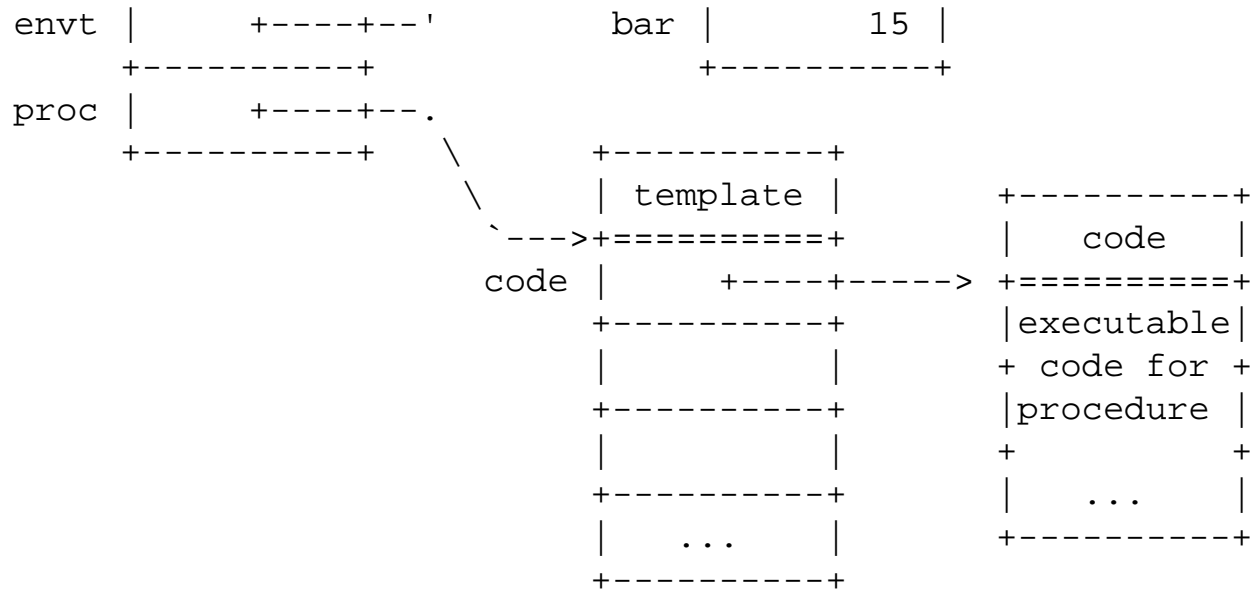 envt |     +----+--'        bar |       15 |
     +----------+               +----------+
proc |     +----+--.
     +----------+   \      +----------+
                     \     | template |       +----------+
                      `--->+==========+       |   code   |
                      code |     +----+-----> +==========+
                           +----------+       |executable|
                           |          |       + code for +
                           +----------+       |procedure |
                           |          |       +          +
                           +----------+       |   ...    |
                           |   ...    |       +----------+
                           +----------+